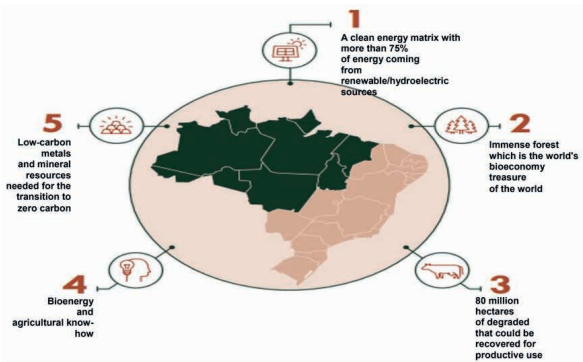 1
A clean energy matrix with
more than 75%
of energy coming
from
renewable/hydroelectric
sources
2
Immense forest
which is the world's
bioeconomy
treasure
of the world
3
80 million
hectares
of degraded
that could be
recovered for
productive use
4
Bioenergy
and
agricultural know-
how
5
Low-carbon
metals
and mineral
resources
needed for the
transition to
zero carbon